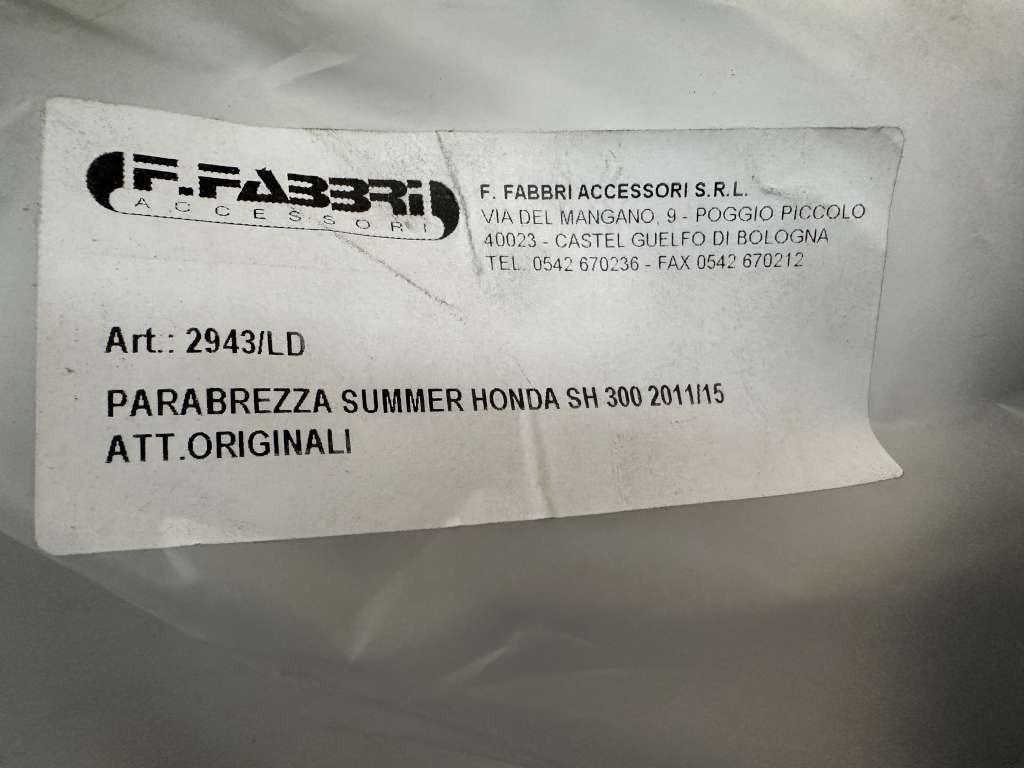 F.FABBRI
ACCESSORI
F. FABBRI ACCESSORI S.R.L.
VIA DEL MANGANO, 9 - POGGIO PICCOLO
40023 - CASTEL GUELFO DI BOLOGNA
TEL. 0542 670236 - FAX 0542 670212
Art.: 2943/LD
PARABREZZA SUMMER HONDA SH 300 2011/15
ATT.ORIGINALI